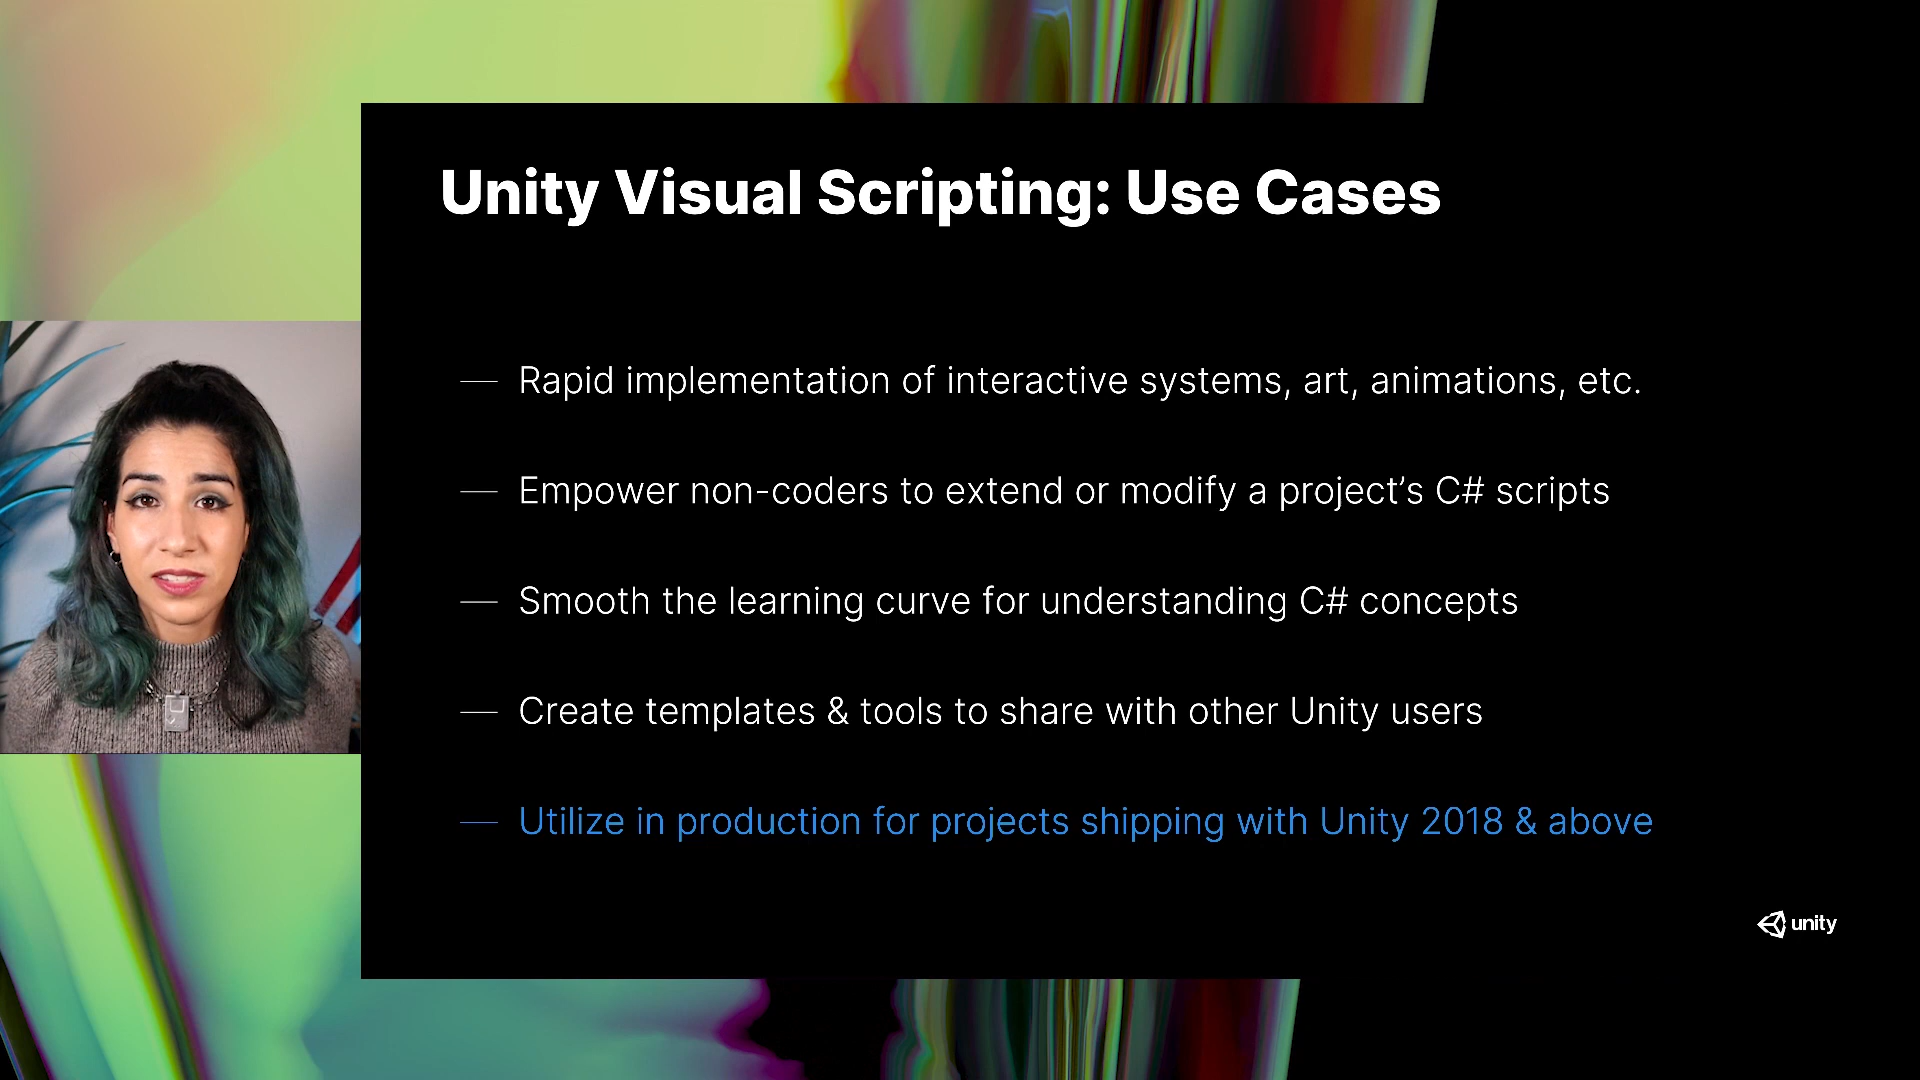 Unity Visual Scripting: Use Cases
— Rapid implementation of interactive systems, art, animations, etc.
— Empower non-coders to extend or modify a project’s C# scripts
— Smooth the learning curve for understanding C# concepts
— Create templates & tools to share with other Unity users
— Utilize in production for projects shipping with Unity 2018 & above
unity